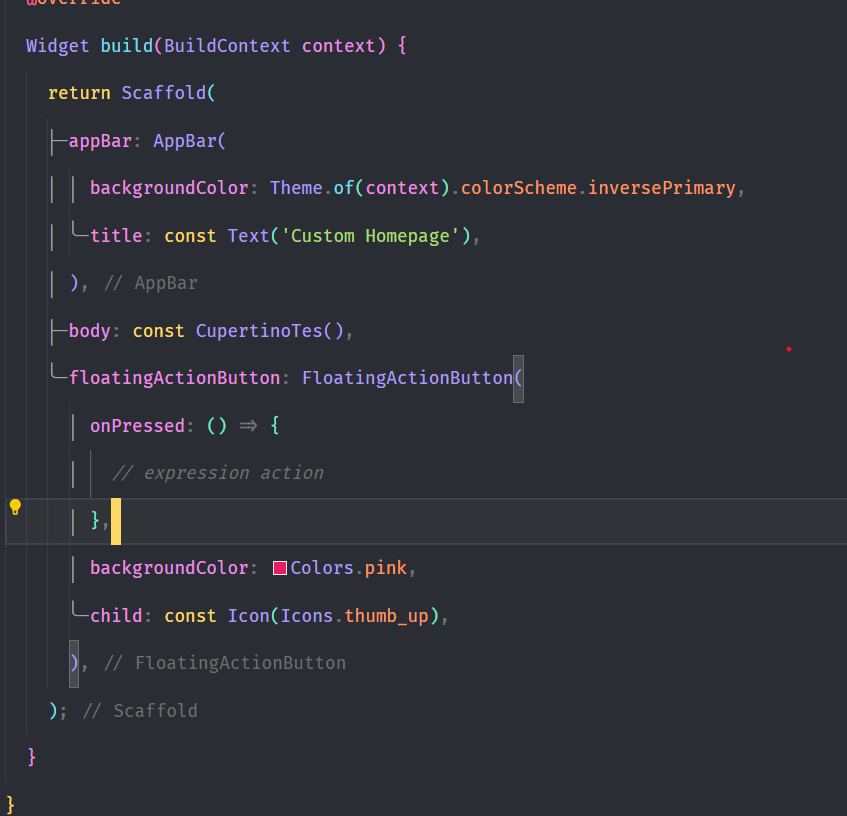 @override
Widget build(BuildContext context) {
return Scaffold(
appBar: AppBar(
backgroundColor: Theme.of(context).colorScheme.inversePrimary,
title: const Text('Custom Homepage'),
), // AppBar
body: const CupertinoTes(),
floatingActionButton: FloatingActionButton(
onPressed: () => {
// expression action
},
backgroundColor: Colors.pink,
child: const Icon(Icons.thumb_up),
), // FloatingActionButton
); // Scaffold
}
}